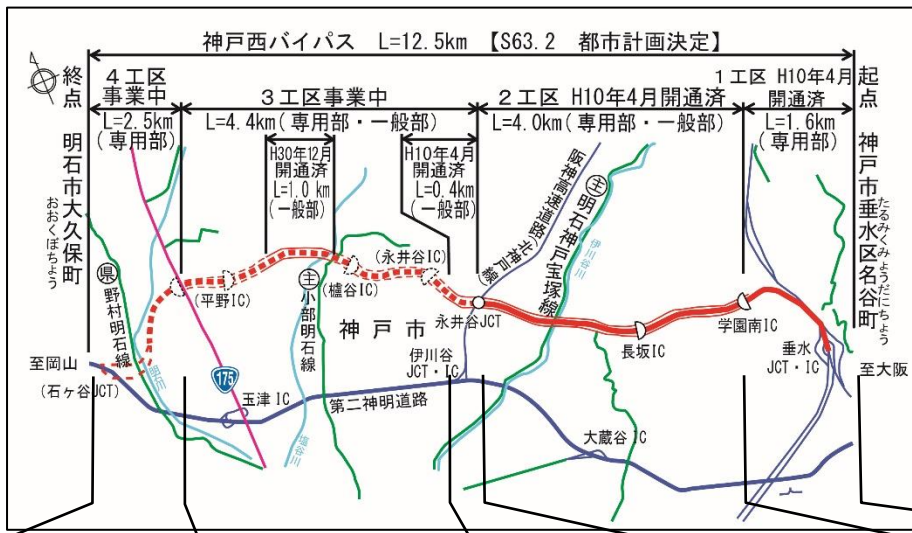 神戸西バイパス L=12.5km 【S63.2 都市計画決定】
終点 明石市大久保町
おおくぼちょう
4工区
事業中
L=2.5km
(専用部)
3工区事業中
L=4.4km(専用部・一般部)
H30年12月
開通済
L=1.0 km
(一般部)
H10年4月
開通済
L=0.4km
(一般部)
2工区 H10年4月開通済
L=4.0km(専用部・一般部)
1工区 H10年4月
開通済
L=1.6km
(専用部)
起点 神戸市垂水区名谷町
たるみくみょうだにちょう
阪神高速道路(北神戸線)
主 明石神戸宝塚線
伊川谷川
県 野村明石線
(平野IC)
主 小部明石線
(櫨谷IC)
(永井谷IC)
神戸市
永井谷JCT
長坂IC
学園南IC
垂水
JCT・IC
至大阪
至岡山
(石ヶ谷JCT)
明石川
175
玉津IC
伊川谷
JCT・IC
第二神明道路
大蔵谷IC